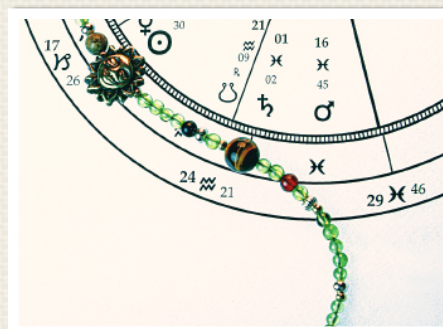 ☿ ☉ 30
17 ♑ 26
21 ♒ 09 ℞ ☋
01 ♓ 02 ♄
16 ♓ 45 ♂
♓
24 ♒ 21
29 ♓ 46